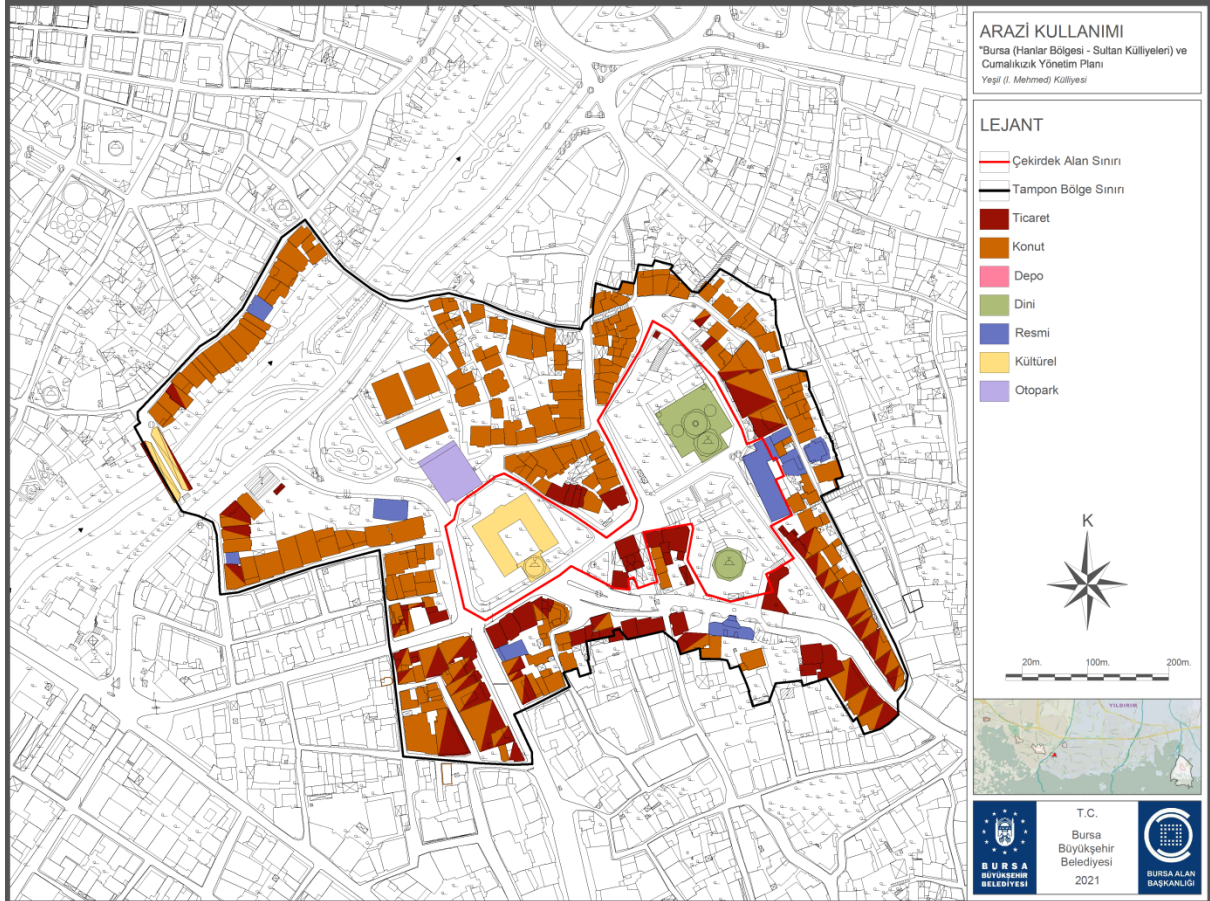 ARAZİ KULLANIMI
"Bursa (Hanlar Bölgesi - Sultan Külliyeleri) ve
Cumalıkızık Yönetim Planı
Yeşil (I. Mehmed) Külliyesi
LEJANT
Çekirdek Alan Sınırı
Tampon Bölge Sınırı
Ticaret
Konut
Depo
Dini
Resmi
Kültürel
Otopark
K
20m. 100m. 200m.
YILDIRIM
BURSA
BÜYÜKŞEHİR
BELEDİYESİ
T.C.
Bursa
Büyükşehir
Belediyesi
2021
BURSA ALAN
BAŞKANLIĞI